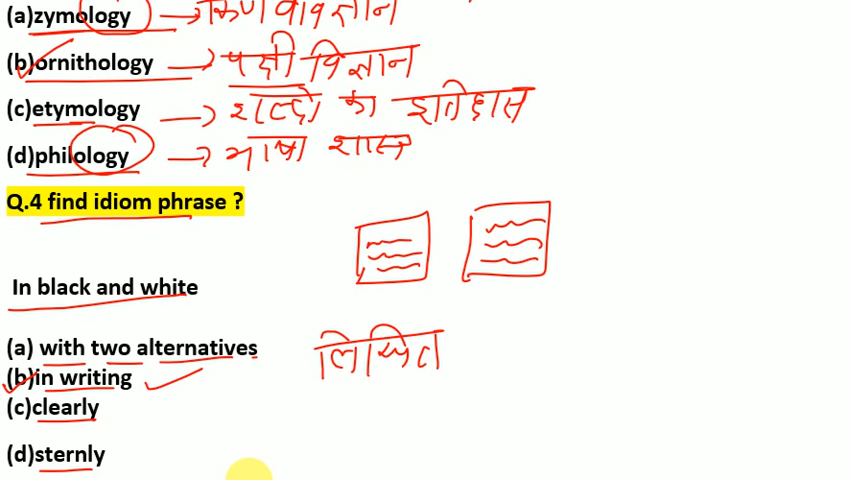 (a)zymology → किण्वविज्ञान
(b)ornithology → पक्षी विज्ञान
(c)etymology → शब्दों का इतिहास
(d)philology → भाषा शास्त्र
Q.4 find idiom phrase ?
In black and white
(a) with two alternatives
लिखित
(b)in writing
(c)clearly
(d)sternly